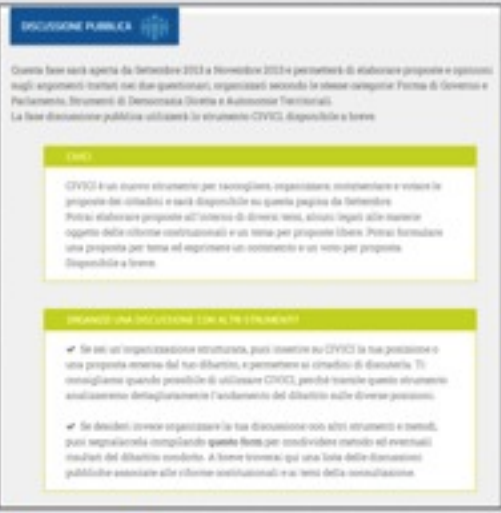 DISCUSSIONE PUBBLICA
Questa fase sarà aperta da Settembre 2013 a Novembre 2013 e permetterà di elaborare proposte e opinioni
sugli argomenti trattati nei due questionari, organizzati secondo le stesse categorie: Forma di Governo e
Parlamento, Strumenti di Democrazia Diretta e Autonomie Territoriali.
La fase discussione pubblica utilizzerà lo strumento CIVICI, disponibile a breve.
CIVICI
CIVICI è un nuovo strumento per raccogliere, organizzare, commentare e votare le
proposte dei cittadini e sarà disponibile su questa pagina da Settembre.
Potrai elaborare proposte all'interno di diversi temi, alcuni legati alle materie
oggetto delle riforme costituzionali e un tema per proposte libere. Potrai formulare
una proposta per tema ed esprimere un commento e un voto per proposta.
Disponibile a breve.
ORGANIZZI UNA DISCUSSIONE CON ALTRI STRUMENTI?
✔ Se sei un'organizzazione strutturata, puoi inserire su CIVICI la tua posizione o
una proposta emersa dal tuo dibattito, e permettere ai cittadini di discuterla. Ti
consigliamo quando possibile di utilizzare CIVICI, perché tramite questo strumento
analizzeremo dettagliatamente l'andamento del dibattito sulle diverse posizioni.
✔ Se desideri invece organizzare la tua discussione con altri strumenti e metodi,
puoi segnalarcela compilando questo form per condividere metodo ed eventuali
risultati del dibattito condotto. A breve troverai qui una lista delle discussioni
pubbliche associate alle riforme costituzionali e ai temi della consultazione.